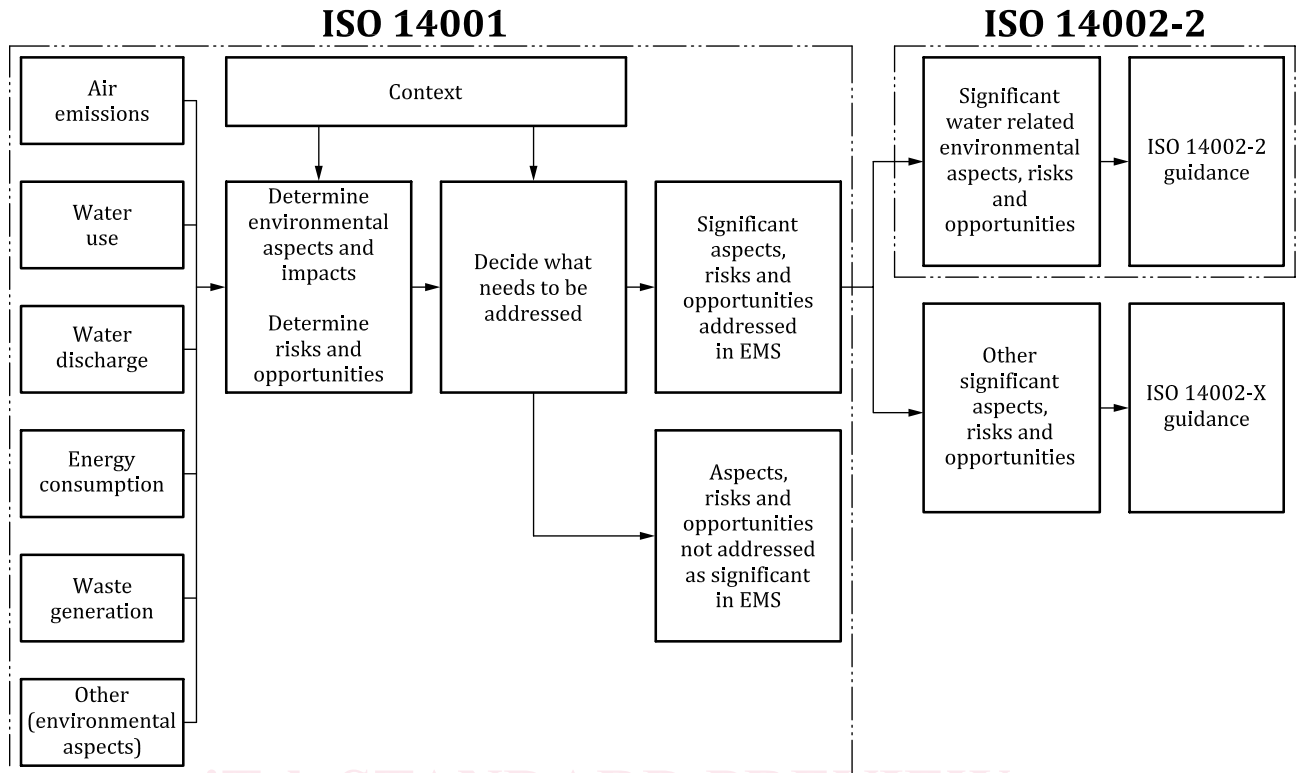 ISO 14001
ISO 14002-2
Air
emissions
Water
use
Water
discharge
Energy
consumption
Waste
generation
Other
(environmental
aspects)
Context
Determine
environmental
aspects and
impacts
Determine
risks and
opportunities
Decide what
needs to be
addressed
Significant
aspects,
risks and
opportunities
addressed
in EMS
Aspects,
risks and
opportunities
not addressed
as significant
in EMS
Significant
water related
environmental
aspects, risks
and
opportunities
ISO 14002-2
guidance
Other
significant
aspects,
risks and
opportunities
ISO 14002-X
guidance